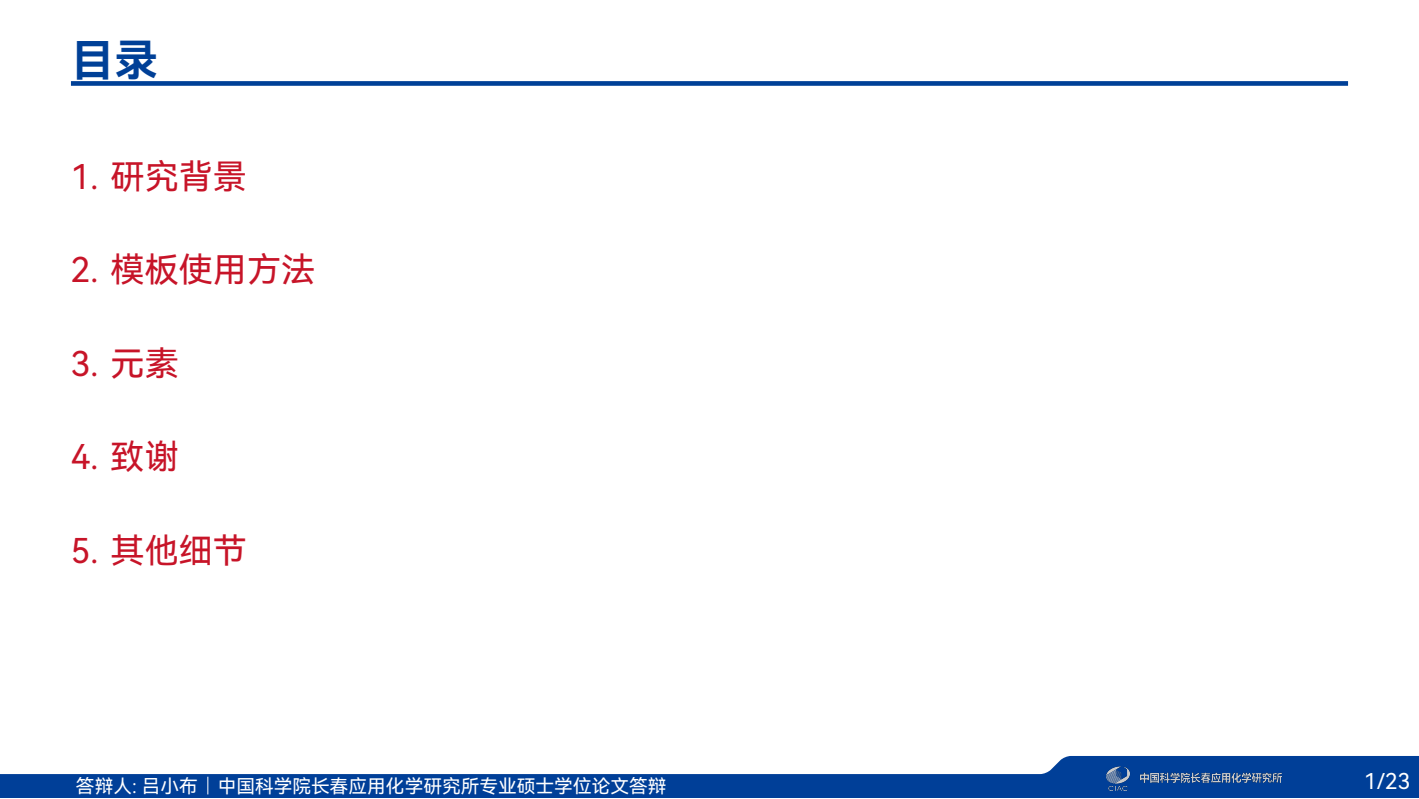 目录
1. 研究背景
2. 模板使用方法
3. 元素
4. 致谢
5. 其他细节
答辩人: 吕小布｜中国科学院长春应用化学研究所专业硕士学位论文答辩
CIAC
中国科学院长春应用化学研究所
1/23